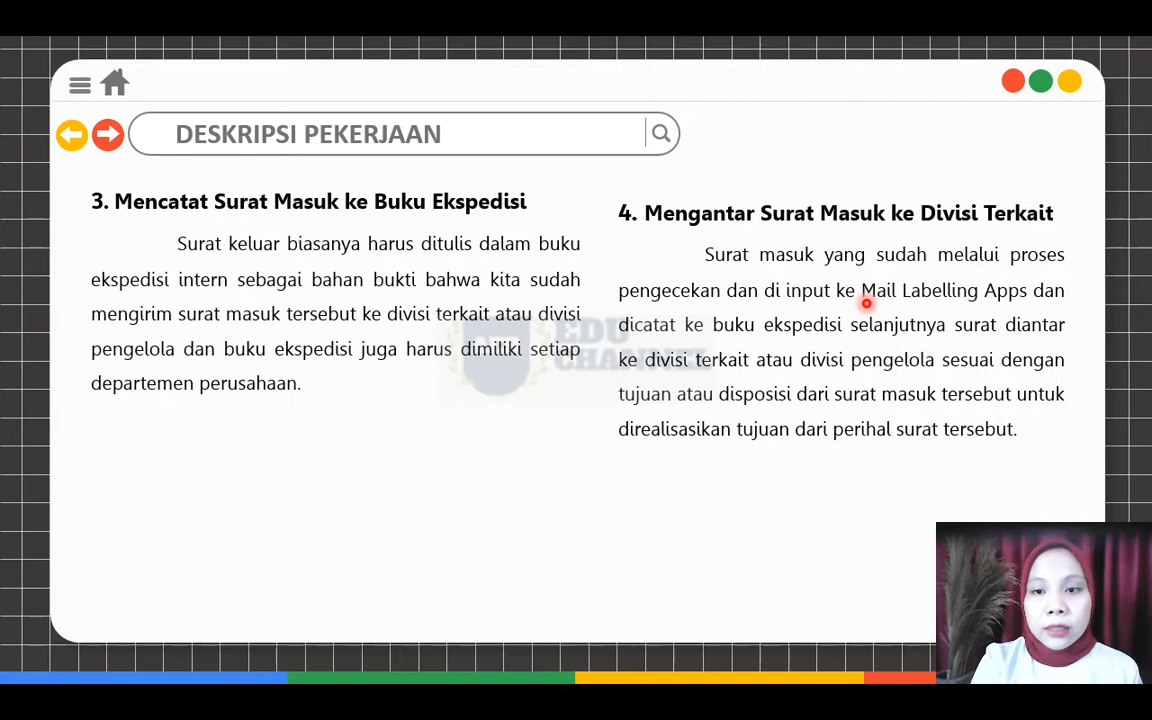 DESKRIPSI PEKERJAAN
3. Mencatat Surat Masuk ke Buku Ekspedisi
Surat keluar biasanya harus ditulis dalam buku
ekspedisi intern sebagai bahan bukti bahwa kita sudah
mengirim surat masuk tersebut ke divisi terkait atau divisi
pengelola dan buku ekspedisi juga harus dimiliki setiap
departemen perusahaan.
4. Mengantar Surat Masuk ke Divisi Terkait
Surat masuk yang sudah melalui proses
pengecekan dan di input ke Mail Labelling Apps dan
dicatat ke buku ekspedisi selanjutnya surat diantar
ke divisi terkait atau divisi pengelola sesuai dengan
tujuan atau disposisi dari surat masuk tersebut untuk
direalisasikan tujuan dari perihal surat tersebut.
EDU
CHANNEL